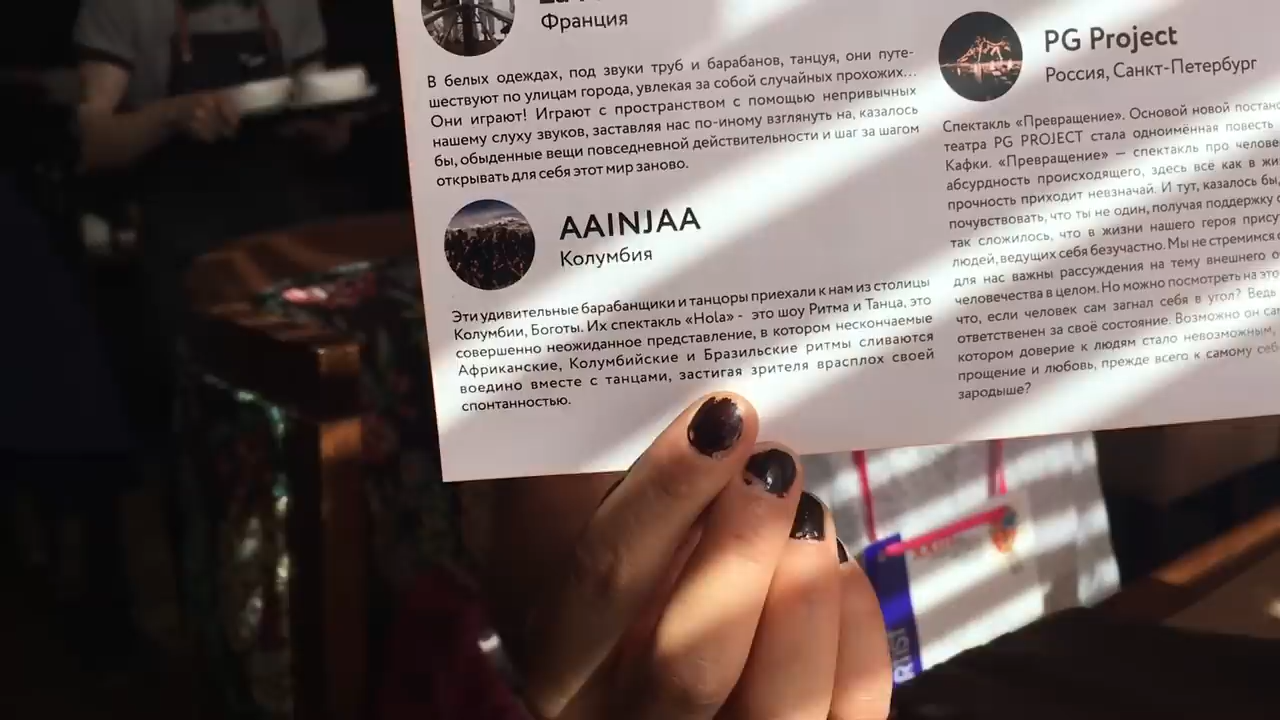 Франция
В белых одеждах, под звуки труб и барабанов, танцуя, они путе-
шествуют по улицам города, увлекая за собой случайных прохожих...
Они играют! Играют с пространством с помощью непривычных
нашему слуху звуков, заставляя нас по-иному взглянуть на, казалось
бы, обыденные вещи повседневной действительности и шаг за шагом
открывать для себя этот мир заново.
AAINJAA
Колумбия
Эти удивительные барабанщики и танцоры приехали к нам из столицы
Колумбии, Боготы. Их спектакль «Hola» - это шоу Ритма и Танца, это
совершенно неожиданное представление, в котором нескончаемые
Африканские, Колумбийские и Бразильские ритмы сливаются
воедино вместе с танцами, застигая зрителя врасплох своей
спонтанностью.
PG Project
Россия, Санкт-Петербург
Спектакль «Превращение». Основой новой
театра PG PROJECT стала одноимённая повесть
Кафки. «Превращение» — спектакль про
абсурдность происходящего, здесь всё как в
прочность приходит невзначай. И тут, казалось бы,
почувствовать, что ты не один, получая поддержку
так сложилось, что в жизни нашего героя
людей, ведущих себя безучастно. Мы не стремимся
для нас важны рассуждения на тему внешнего
человечества в целом. Но можно посмотреть на
что, если человек сам загнал себя в угол? Ведь
ответственен за своё состояние. Возможно он
котором доверие к людям стало невозможным,
прощение и любовь, прежде всего к самому
зародыше?